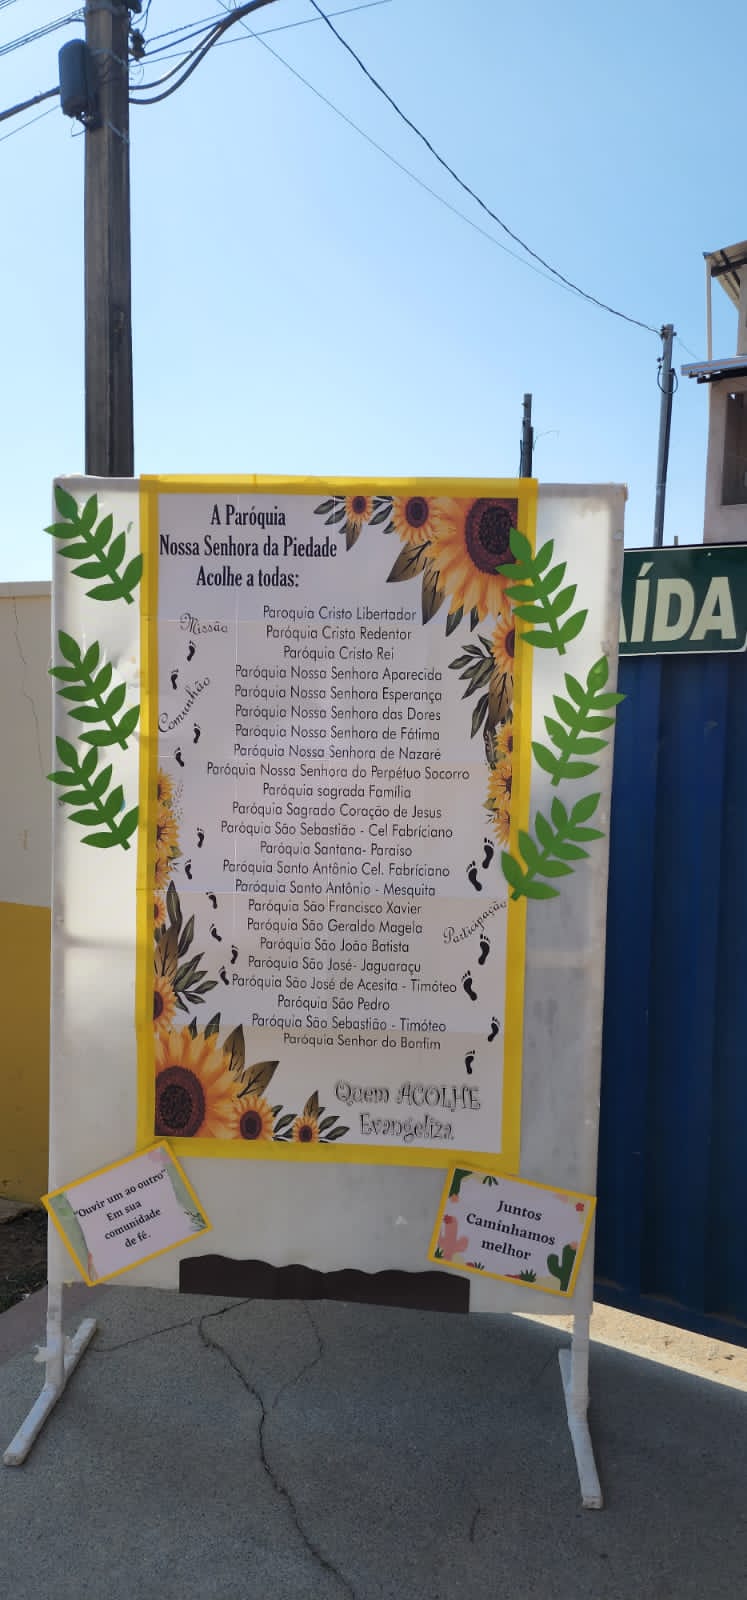 A Paróquia
Nossa Senhora da Piedade
Acolhe a todas:
Missão
Comunhão
Paroquia Cristo Libertador
Paróquia Cristo Redentor
Paróquia Cristo Rei
Paróquia Nossa Senhora Aparecida
Paróquia Nossa Senhora Esperança
Paróquia Nossa Senhora das Dores
Paróquia Nossa Senhora de Fátima
Paróquia Nossa Senhora de Nazaré
Paróquia Nossa Senhora do Perpétuo Socorro
Paróquia sagrada Família
Paróquia Sagrado Coração de Jesus
Paróquia São Sebastião - Cel Fabriciano
Paróquia Santana- Paraíso
Paróquia Santo Antônio Cel. Fabriciano
Paróquia Santo Antônio - Mesquita
Paróquia São Francisco Xavier
Paróquia São Geraldo Magela
Paróquia São João Batista
Paróquia São José- Jaguaraçu
Paróquia São José de Acesita - Timóteo
Paróquia São Pedro
Paróquia São Sebastião - Timóteo
Paróquia Senhor do Bonfim
Participação
Quem ACOLHE
Evangeliza
"Ouvir um ao outro"
Em sua
comunidade
de fé.
Juntos
Caminhamos
melhor
AÍDA